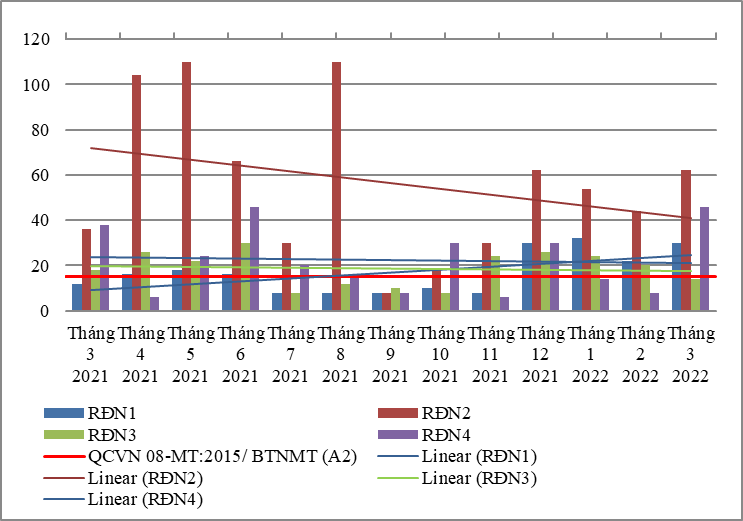 120
100
80
60
40
20
0
Tháng Tháng Tháng Tháng Tháng Tháng Tháng Tháng Tháng Tháng Tháng Tháng Tháng
3 4 5 6 7 8 9 10 11 12 1 2 3
2021 2021 2021 2021 2021 2021 2021 2021 2021 2021 2022 2022 2022
RĐN1 RĐN2
RĐN3 RĐN4
QCVN 08-MT:2015/ BTNMT (A2) Linear (RĐN1)
Linear (RĐN2) Linear (RĐN3)
Linear (RĐN4)